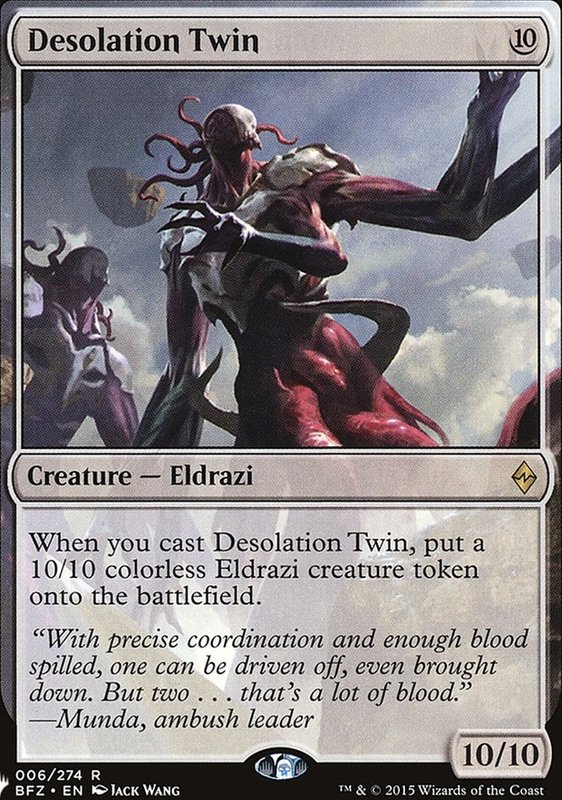 Desolation Twin 10
Creature — Eldrazi
When you cast Desolation Twin, put a
10/10 colorless Eldrazi creature token
onto the battlefield.
“With precise coordination and enough blood
spilled, one can be driven off, even brought
down. But two . . . that’s a lot of blood.”
—Munda, ambush leader
10/10
006/274 R
BFZ • EN Jack Wang
™ & © 2015 Wizards of the Coast